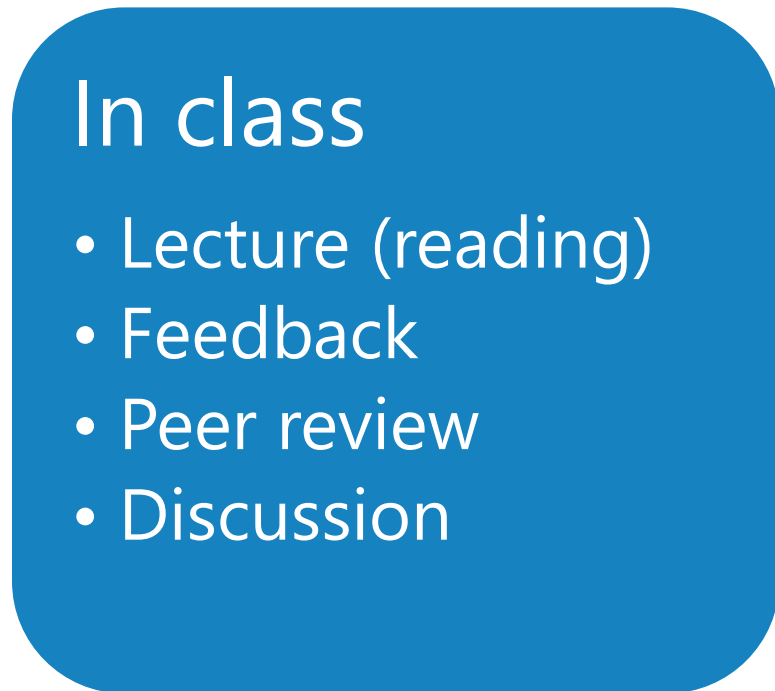 In class
• Lecture (reading)
• Feedback
• Peer review
• Discussion